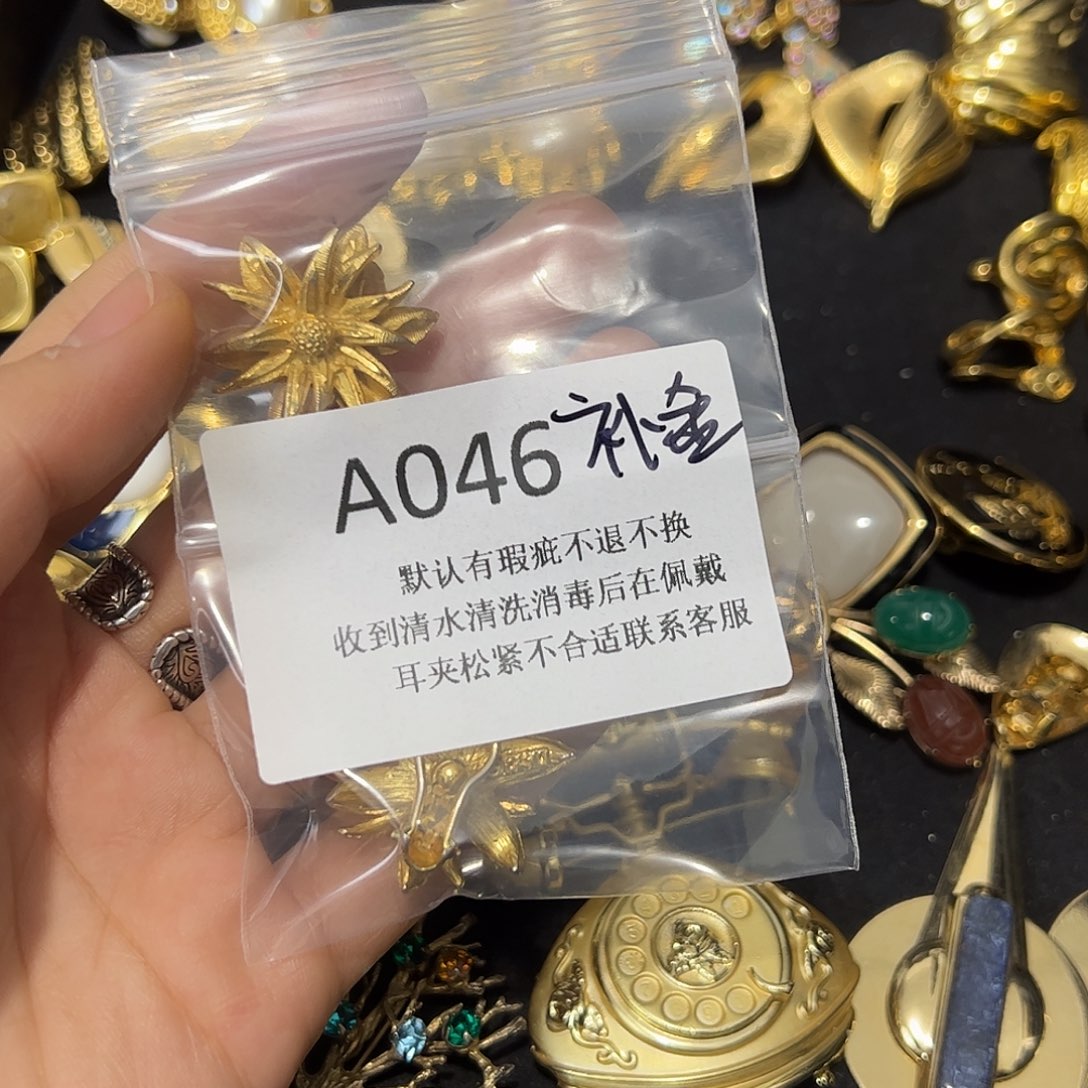 A046 补金
默认有瑕疵不退不换
收到清水清洗消毒后在佩戴
耳夹松紧不合适联系客服